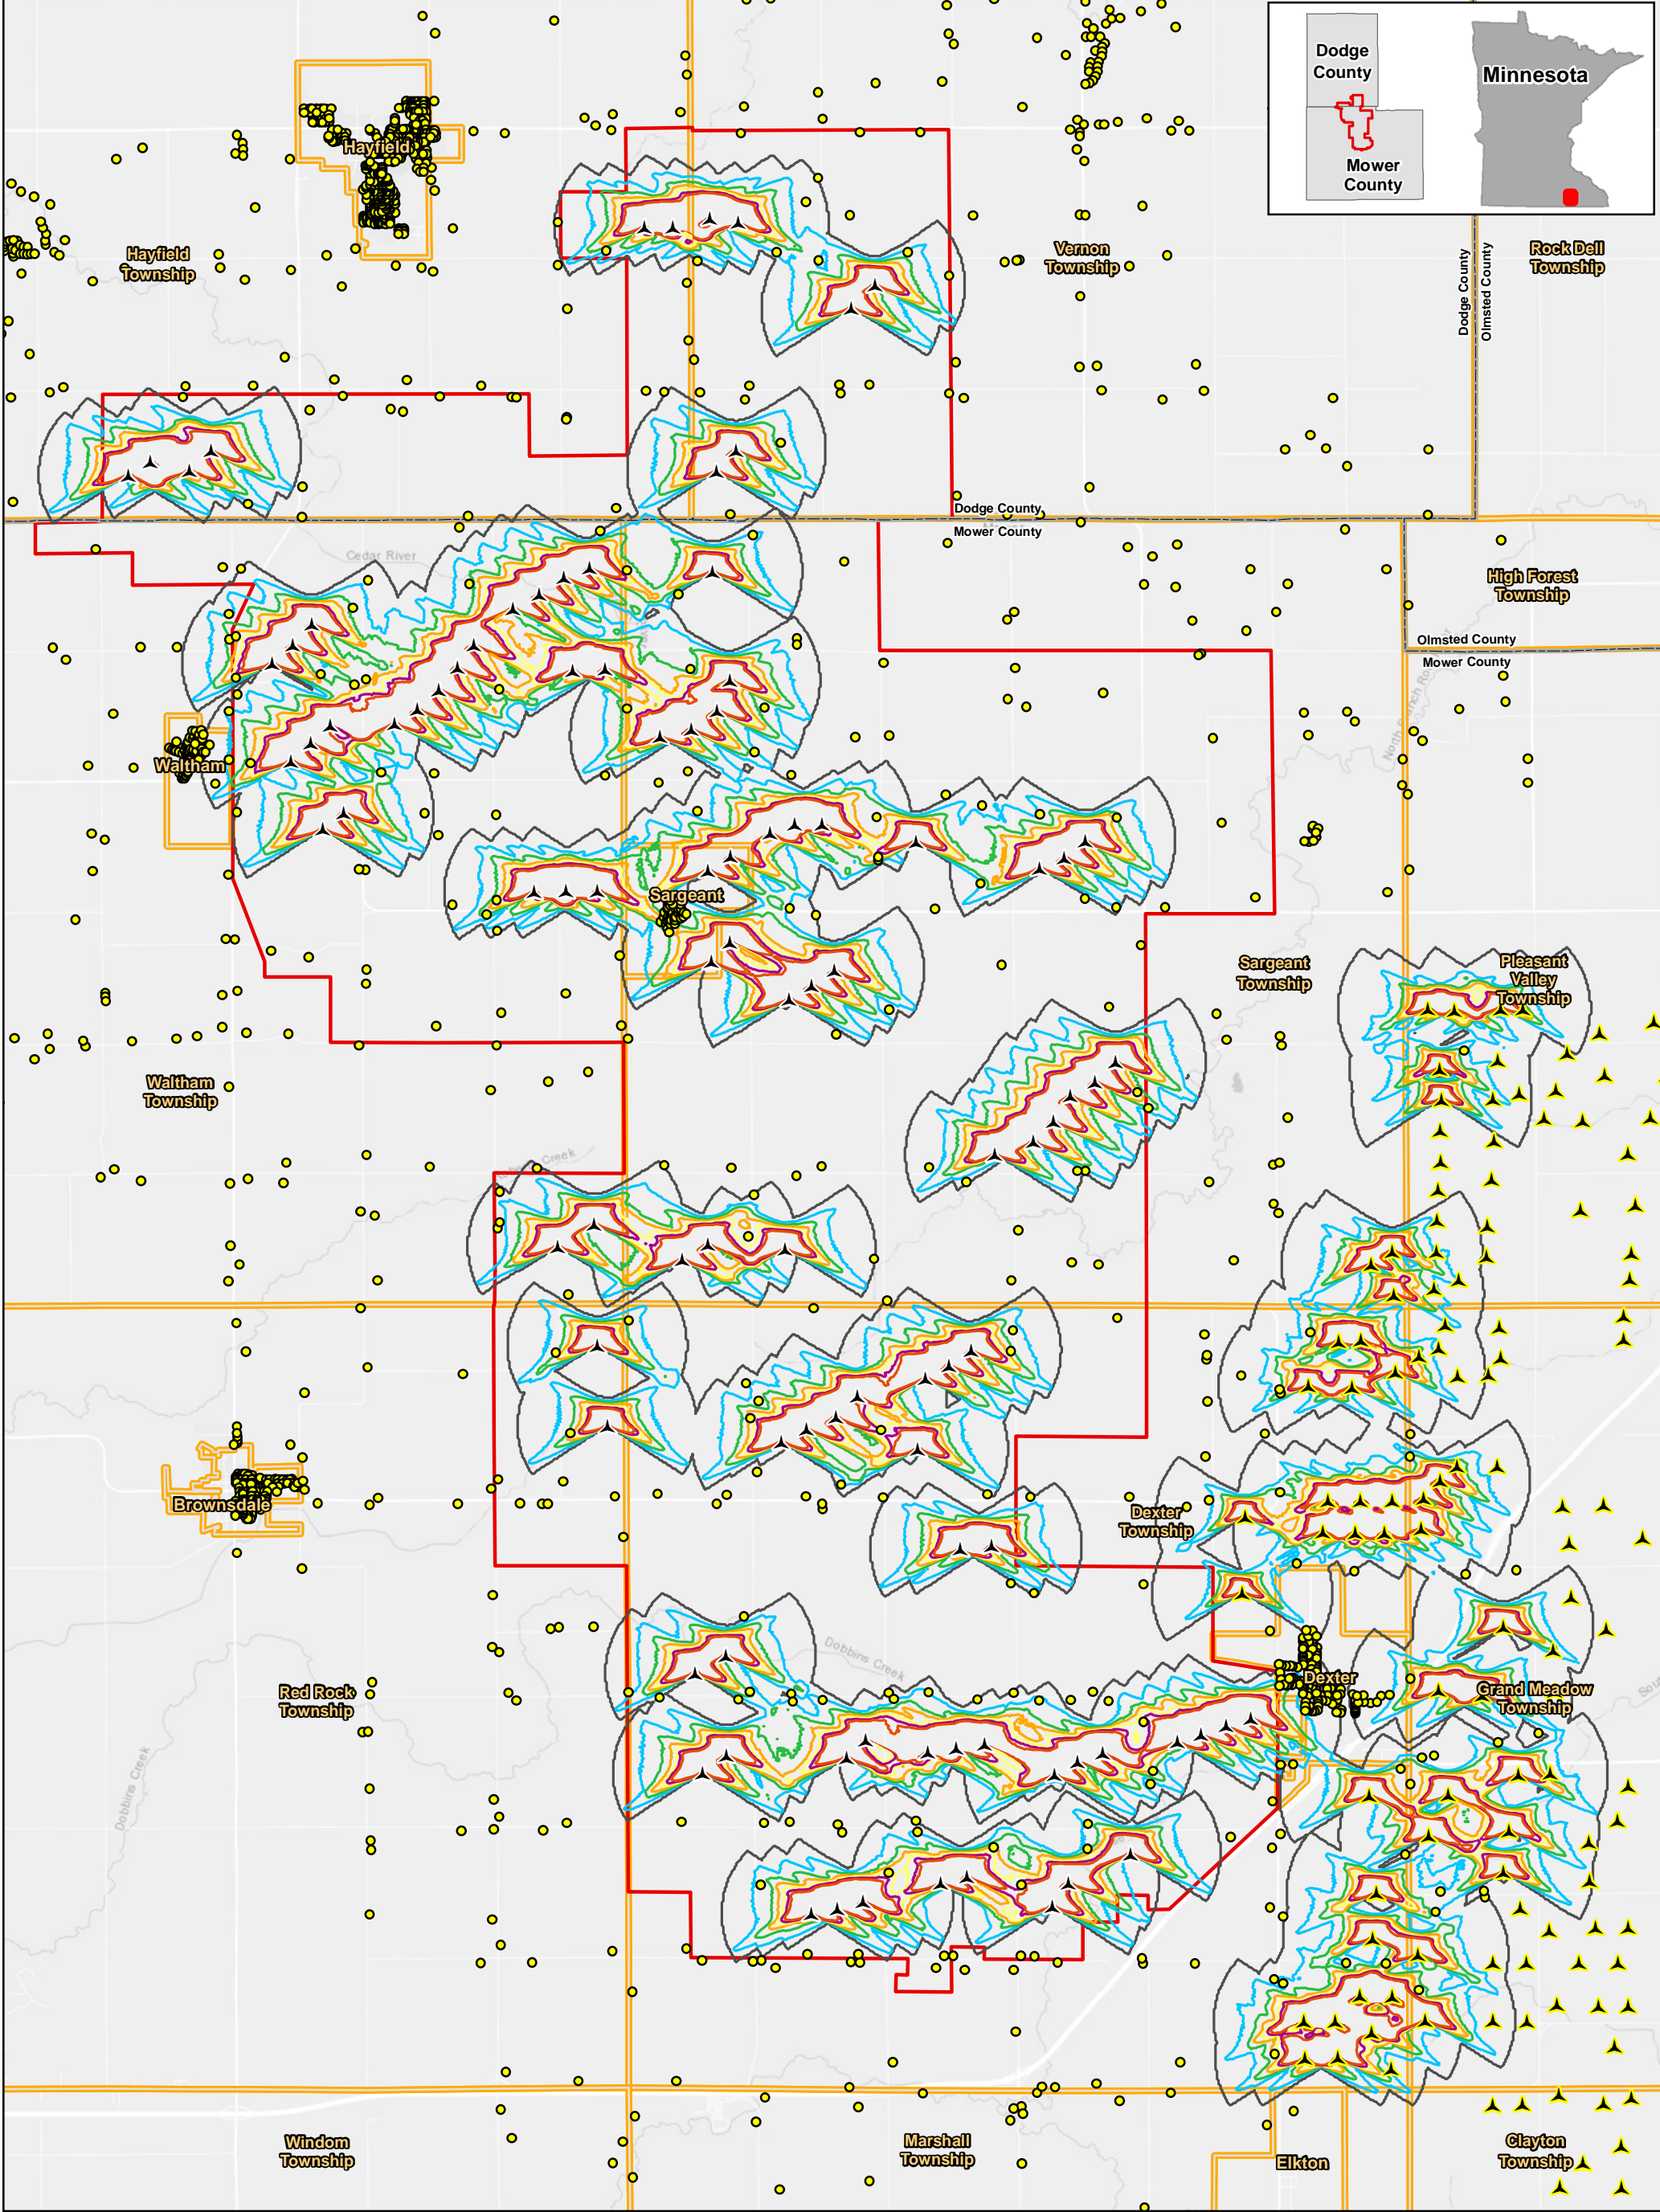 Dodge
County
Minnesota
Mower
County
Hayfield
Hayfield
Township
Vernon
Township
Rock Dell
Township
Dodge County
Olmsted County
Dodge County
Mower County
Cedar River
High Forest
Township
Olmsted County
Mower County
Waltham
Sargeant
Sargeant
Township
Pleasant
Valley
Township
Waltham
Township
Creek
Brownsdale
Dexter
Township
Dobbins Creek
Dexter
Red Rock
Township
Grand Meadow
Township
Dobbins Creek
Windom
Township
Marshall
Township
Elkton
Clayton
Township